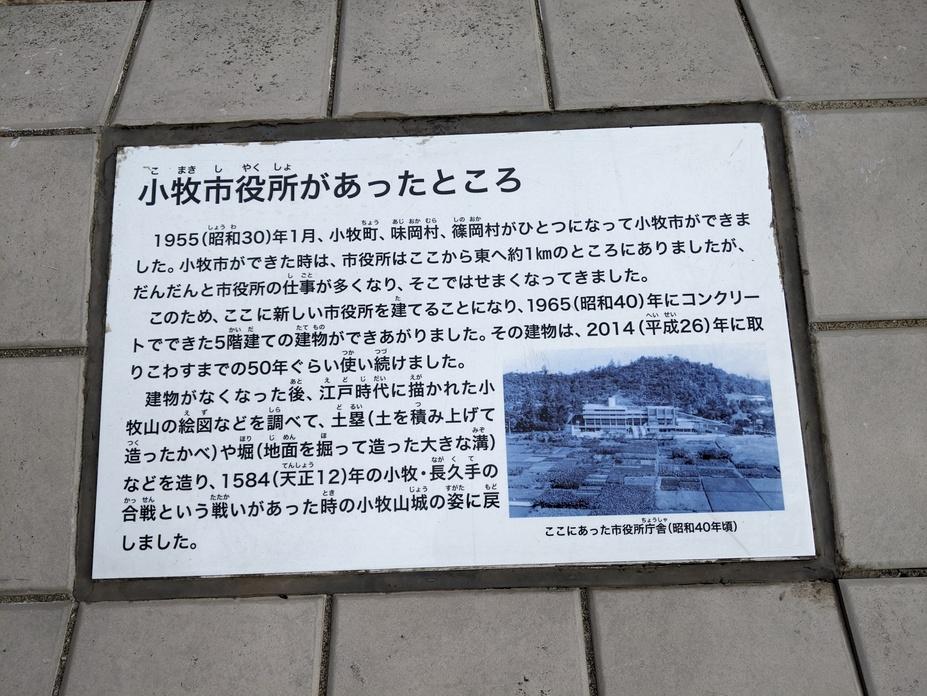 小牧市役所があったところ
1955(昭和30)年1月、小牧町、味岡村、篠岡村がひとつになって小牧市ができま
した。小牧市ができた時は、市役所はここから東へ約1kmのところにありましたが、
だんだんと市役所の仕事が多くなり、そこではせまくなってきました。
このため、ここに新しい市役所を建てることになり、1965(昭和40)年にコンクリー
トでできた5階建ての建物ができあがりました。その建物は、2014(平成26)年に取
りこわすまでの50年ぐらい使い続けました。
建物がなくなった後、江戸時代に描かれた小
牧山の絵図などを調べて、土塁(土を積み上げて
造ったかべ)や堀(地面を掘って造った大きな溝)
などを造り、1584(天正12)年の小牧・長久手の
合戦という戦いがあった時の小牧山城の姿に戻
しました。
ここにあった市役所庁舎(昭和40年頃)